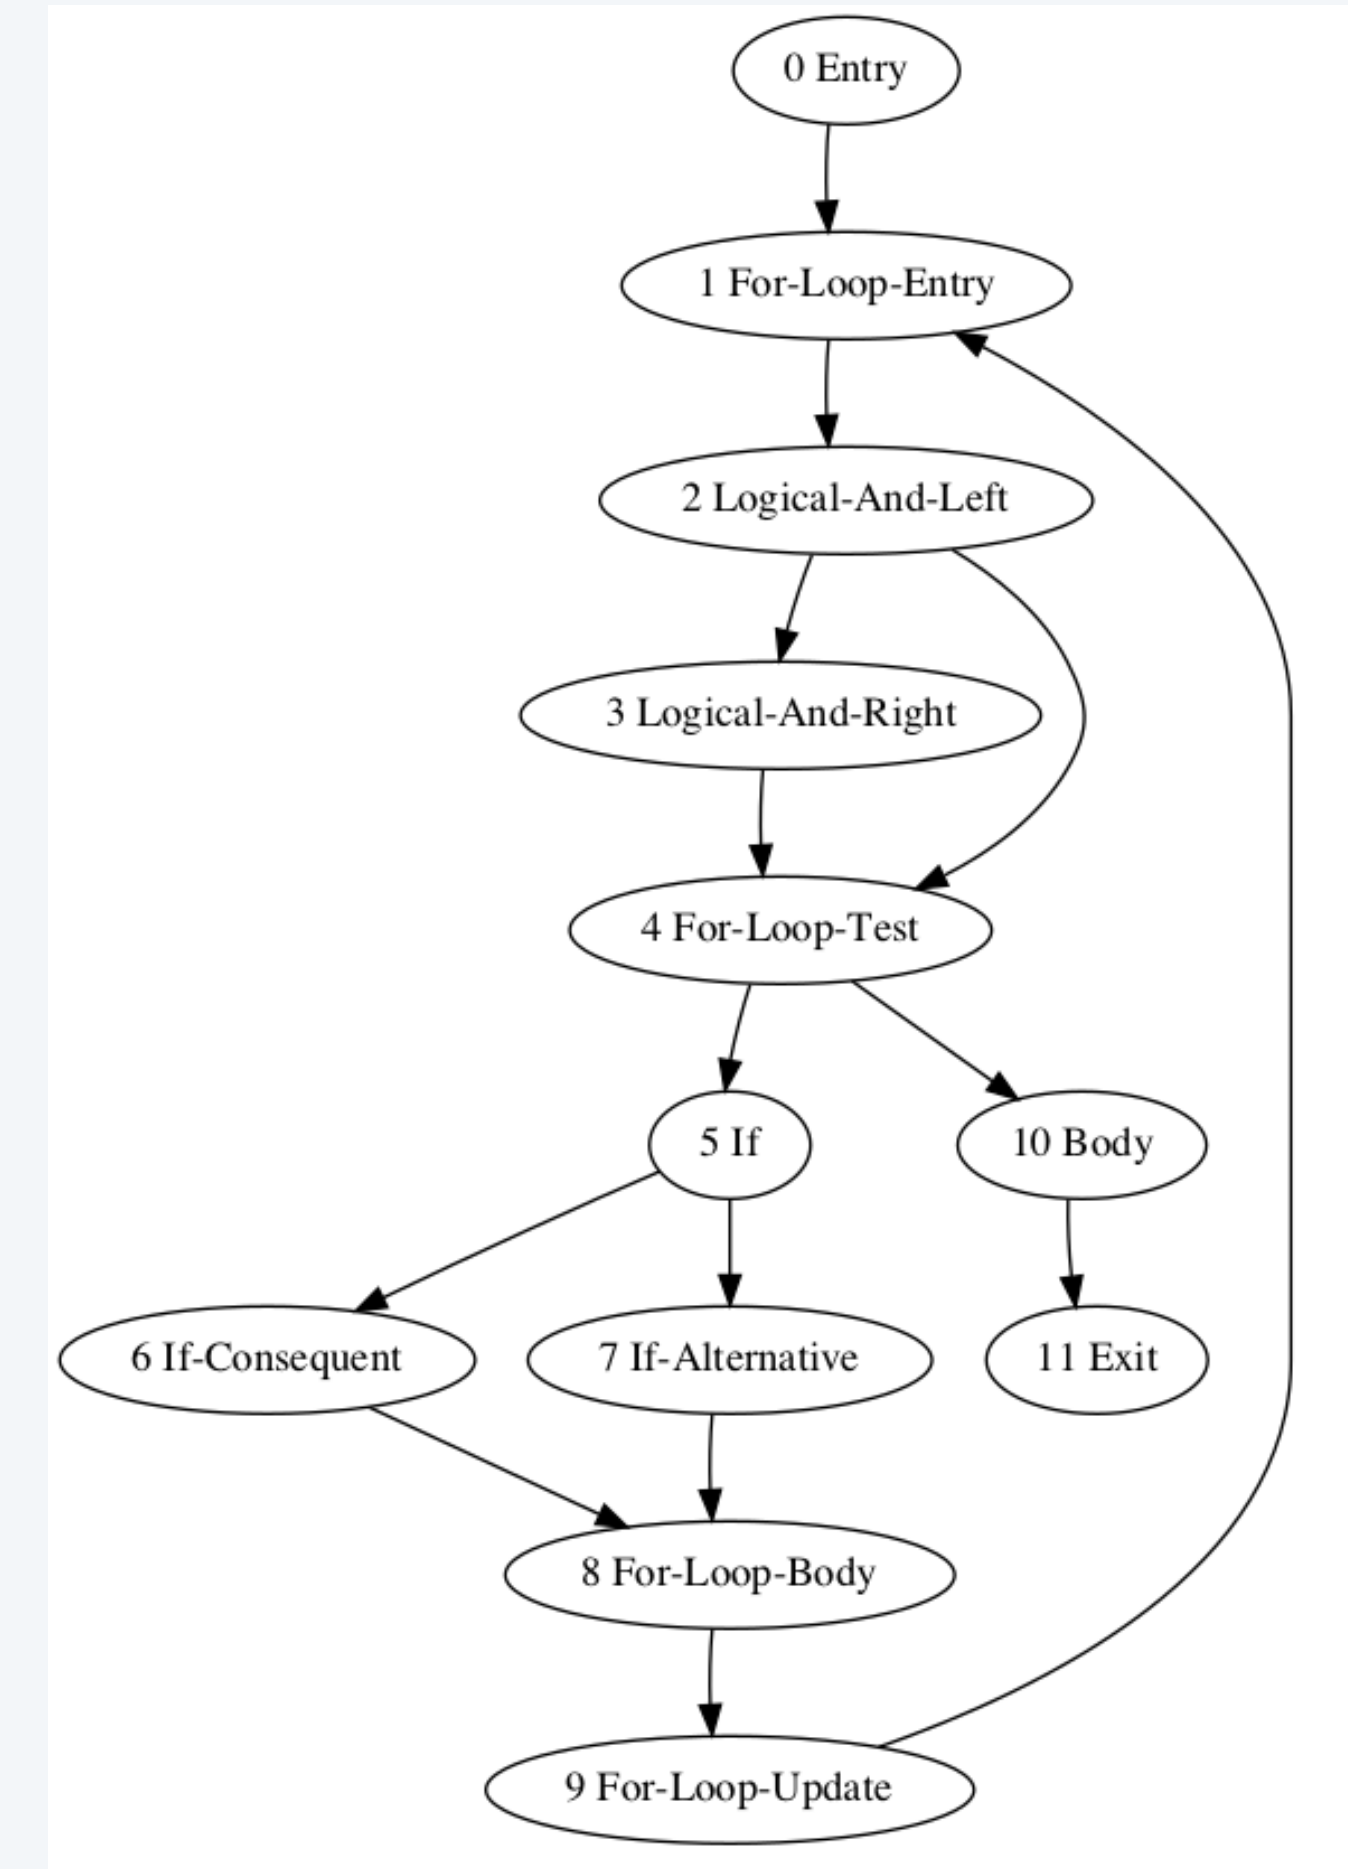 0 Entry
1 For-Loop-Entry
2 Logical-And-Left
3 Logical-And-Right
4 For-Loop-Test
5 If
10 Body
6 If-Consequent
7 If-Alternative
11 Exit
8 For-Loop-Body
9 For-Loop-Update